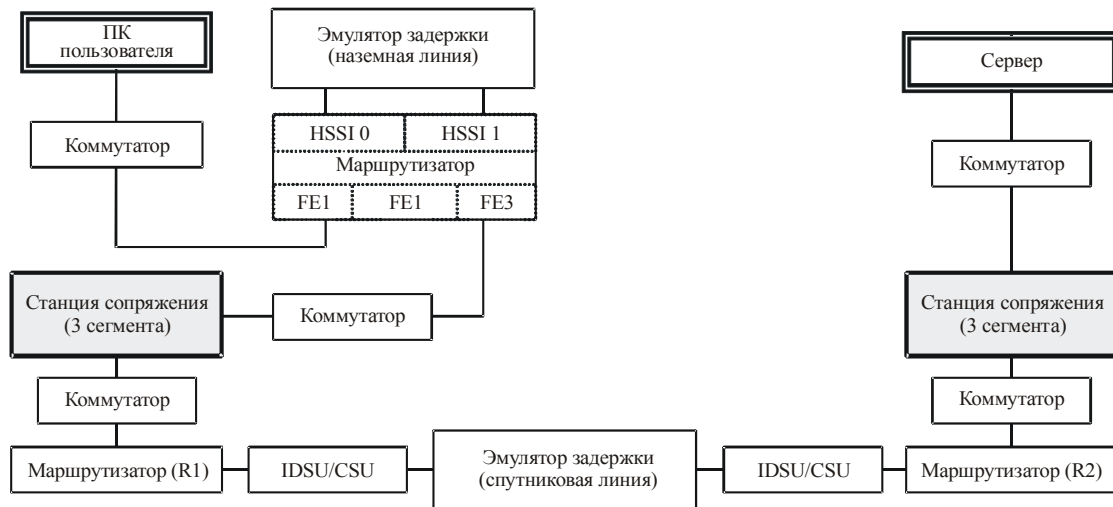 ПК
пользователя
Эмулятор задержки
(наземная линия)
Сервер
Коммутатор
HSSI 0
HSSI 1
Маршрутизатор
FE1
FE1
FE3
Коммутатор
Станция сопряжения
(3 сегмента)
Коммутатор
Станция сопряжения
(3 сегмента)
Коммутатор
Коммутатор
Маршрутизатор (R1)
IDSU/CSU
Эмулятор задержки
(спутниковая линия)
IDSU/CSU
Маршрутизатор (R2)